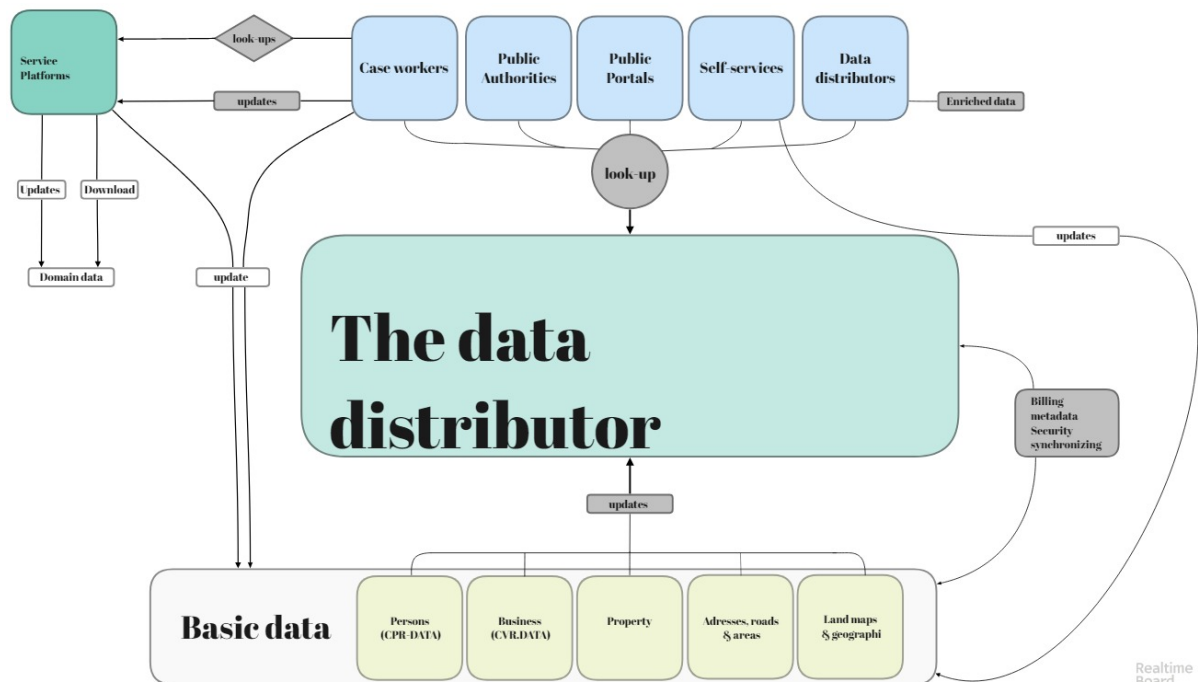 look-ups
Service
Platforms
Case workers
Public
Authorities
Public
Portals
Self-services
Data
distributors
updates
Enriched data
look-up
Updates
Download
updates
Domain data
update
The data
distributor
Billing
metadata
Security
synchronizing
updates
Basic data
Persons
(CPR-DATA)
Business
(CVR.DATA)
Property
Adresses, roads
& areas
Land maps
& geographi
Realtime
Board